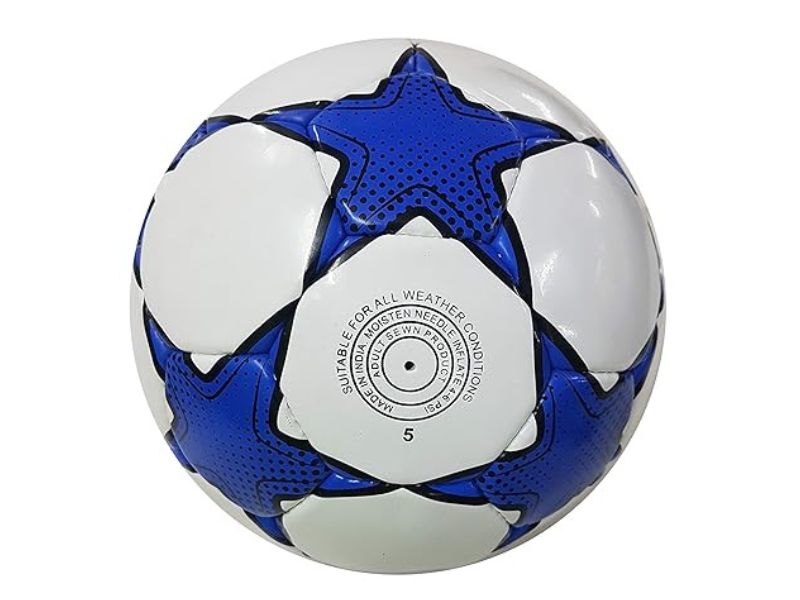 SUITABLE FOR ALL WEATHER CONDITIONS
MADE IN INDIA, MOISTEN NEEDLE INFLATE 4-6 PSI
ADULT SEWN PRODUCT
5